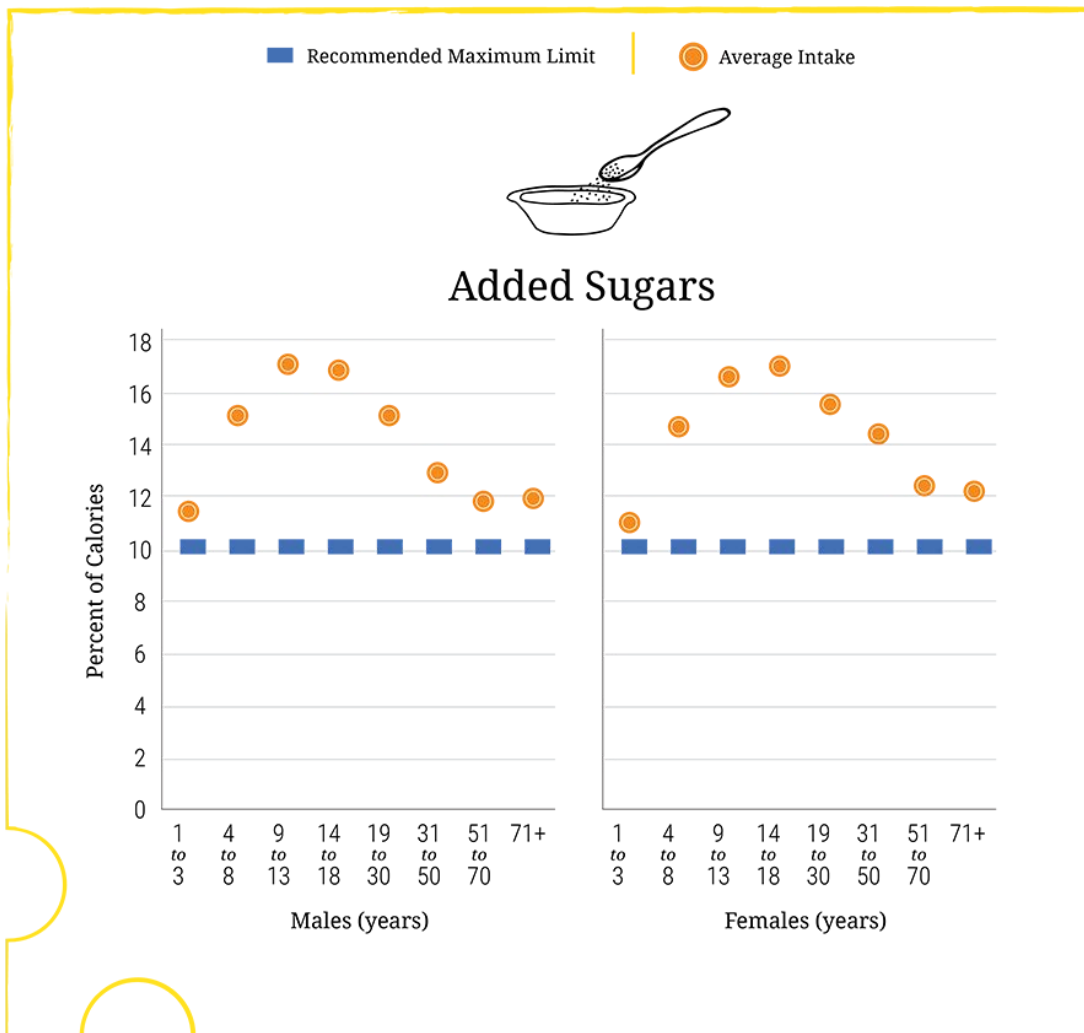 Recommended Maximum Limit
Average Intake
Added Sugars
Percent of Calories
18
16
14
12
10
8
6
4
2
0
1 to 3
4 to 8
9 to 13
14 to 18
19 to 30
31 to 50
51 to 70
71+
Males (years)
1 to 3
4 to 8
9 to 13
14 to 18
19 to 30
31 to 50
51 to 70
71+
Females (years)